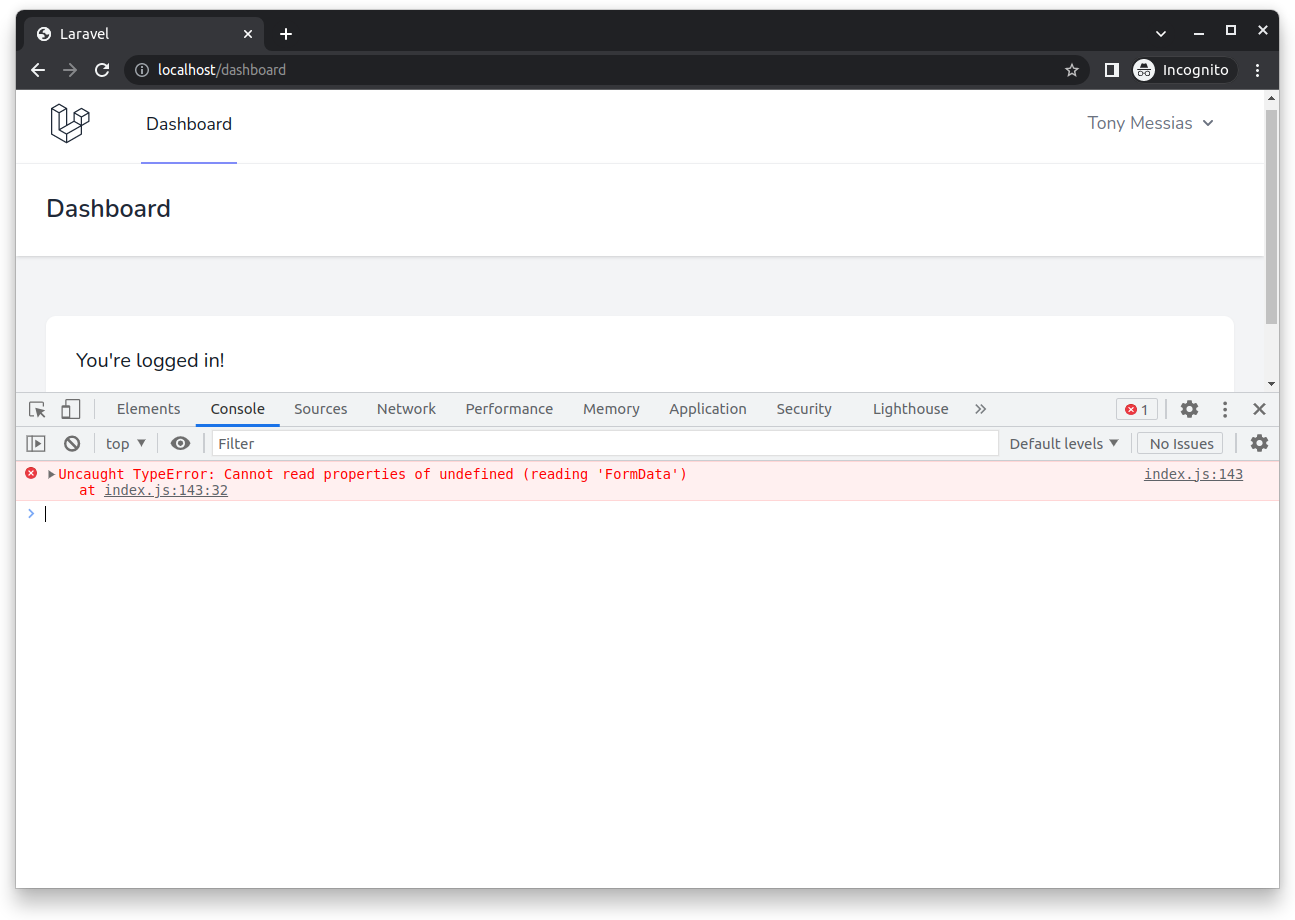 Laravel
localhost/dashboard
Incognito
Dashboard
Tony Messias
Dashboard
You're logged in!
Elements Console Sources Network Performance Memory Application Security Lighthouse » 1
top Filter Default levels No Issues
Uncaught TypeError: Cannot read properties of undefined (reading 'FormData') index.js:143
at index.js:143:32